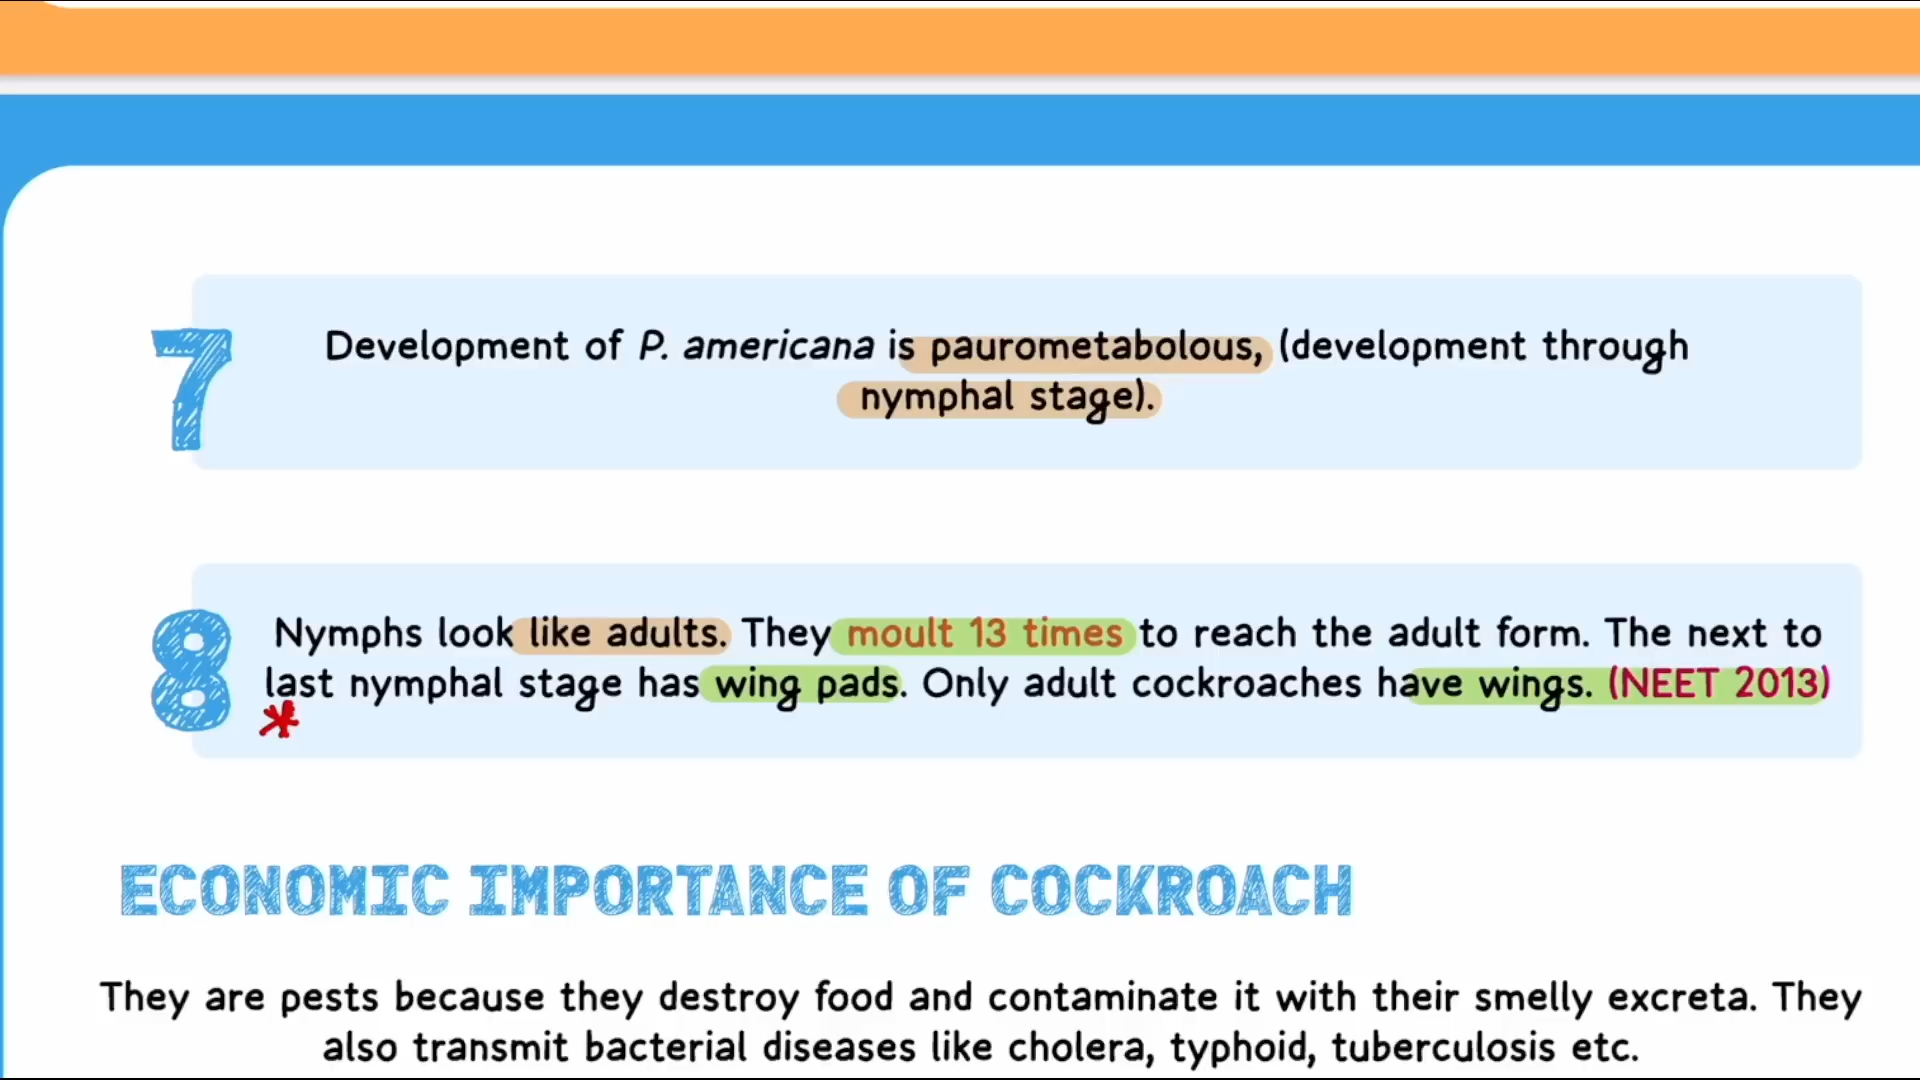 7
Development of P. americana is paurometabolous, (development through
nymphal stage).
8
Nymphs look like adults. They moult 13 times to reach the adult form. The next to
last nymphal stage has wing pads. Only adult cockroaches have wings. (NEET 2013)
ECONOMIC IMPORTANCE OF COCKROACH
They are pests because they destroy food and contaminate it with their smelly excreta. They
also transmit bacterial diseases like cholera, typhoid, tuberculosis etc.